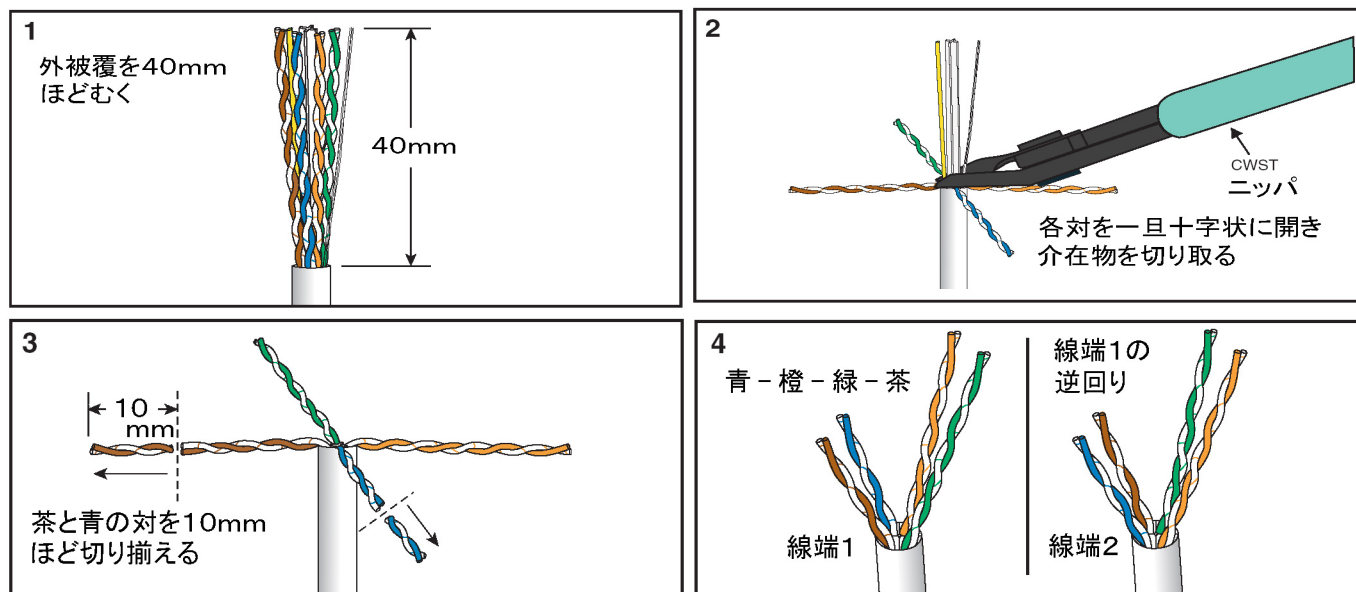 1
外被覆を40mm
ほどむく
40mm
2
CWST
ニッパ
各対を一旦十字状に開き
介在物を切り取る
3
10
mm
茶と青の対を10mm
ほど切り揃える
4
青－橙－緑－茶
線端1
線端1の
逆回り
線端2